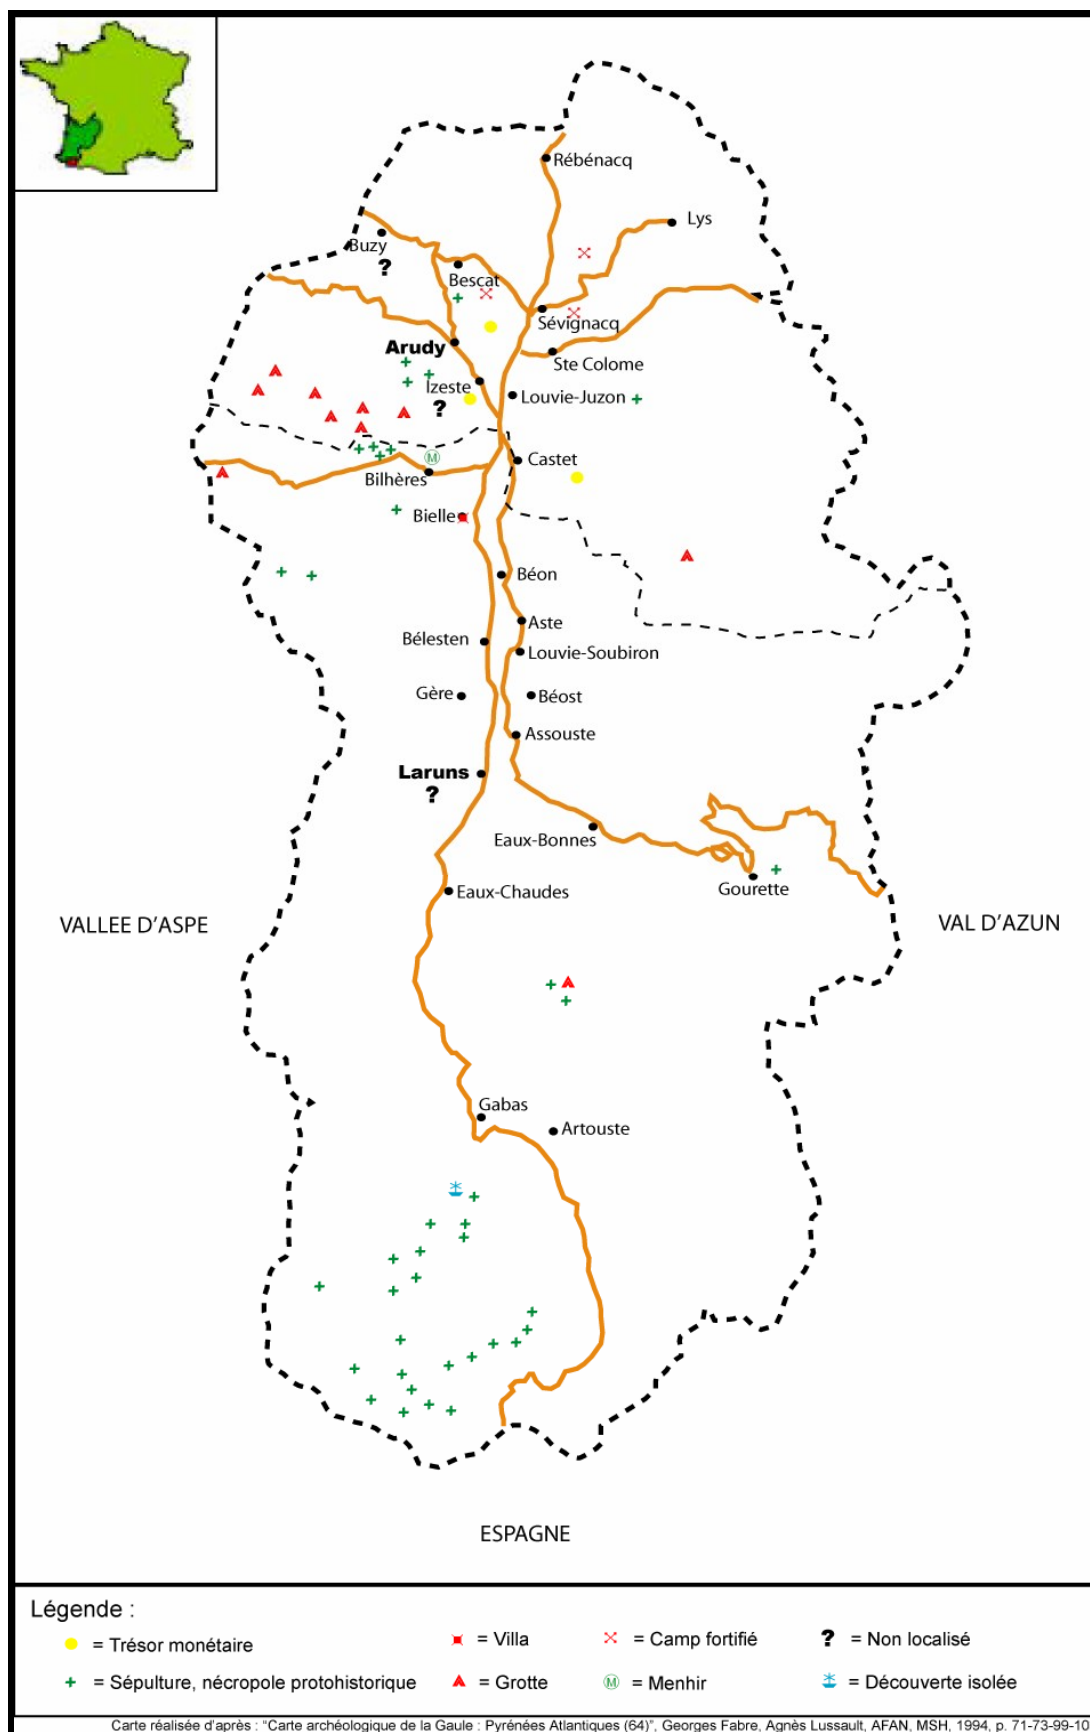 Rébénacq
Lys
Buzy
?
Bescat
Sévignacq
Arudy
Ste Colome
Izeste
?
Louvie-Juzon
Castet
M
Bilhères
Bielle
Béon
Aste
Bélesten
Louvie-Soubiron
Gère
Béost
Assouste
Laruns
?
Eaux-Bonnes
Gourette
Eaux-Chaudes
VALLEE D'ASPE
VAL D'AZUN
Gabas
Artouste
ESPAGNE
Légende :
= Trésor monétaire
= Villa
= Camp fortifié
? = Non localisé
+ = Sépulture, nécropole protohistorique
= Grotte
M = Menhir
= Découverte isolée
Carte réalisée d'après : "Carte archéologique de la Gaule : Pyrénées Atlantiques (64)", Georges Fabre, Agnès Lussault, AFAN, MSH, 1994, p. 71-73-99-10